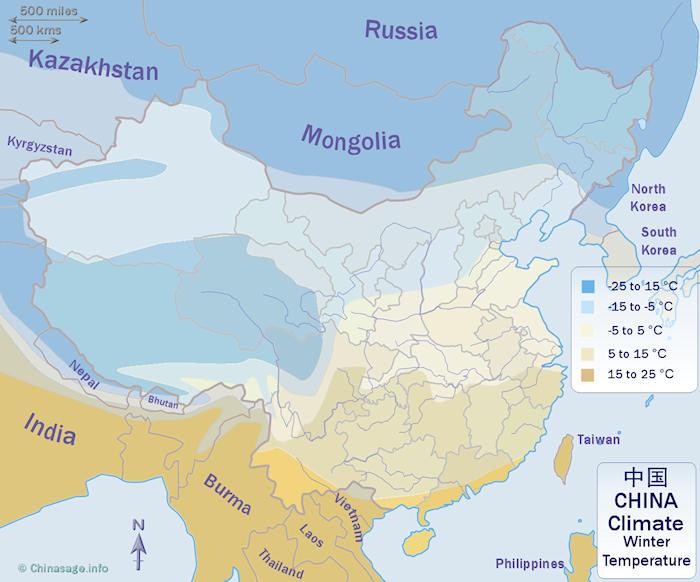 500 miles
500 kms
Russia
Kazakhstan
Mongolia
Kyrgyzstan
North
Korea
South
Korea
-25 to 15 °C
-15 to -5 °C
-5 to 5 °C
5 to 15 °C
15 to 25 °C
Nepal
Bhutan
India
Taiwan
Burma
Vietnam
Laos
Thailand
Philippines
中国
CHINA
Climate
Winter
Temperature
N
© Chinasage.info